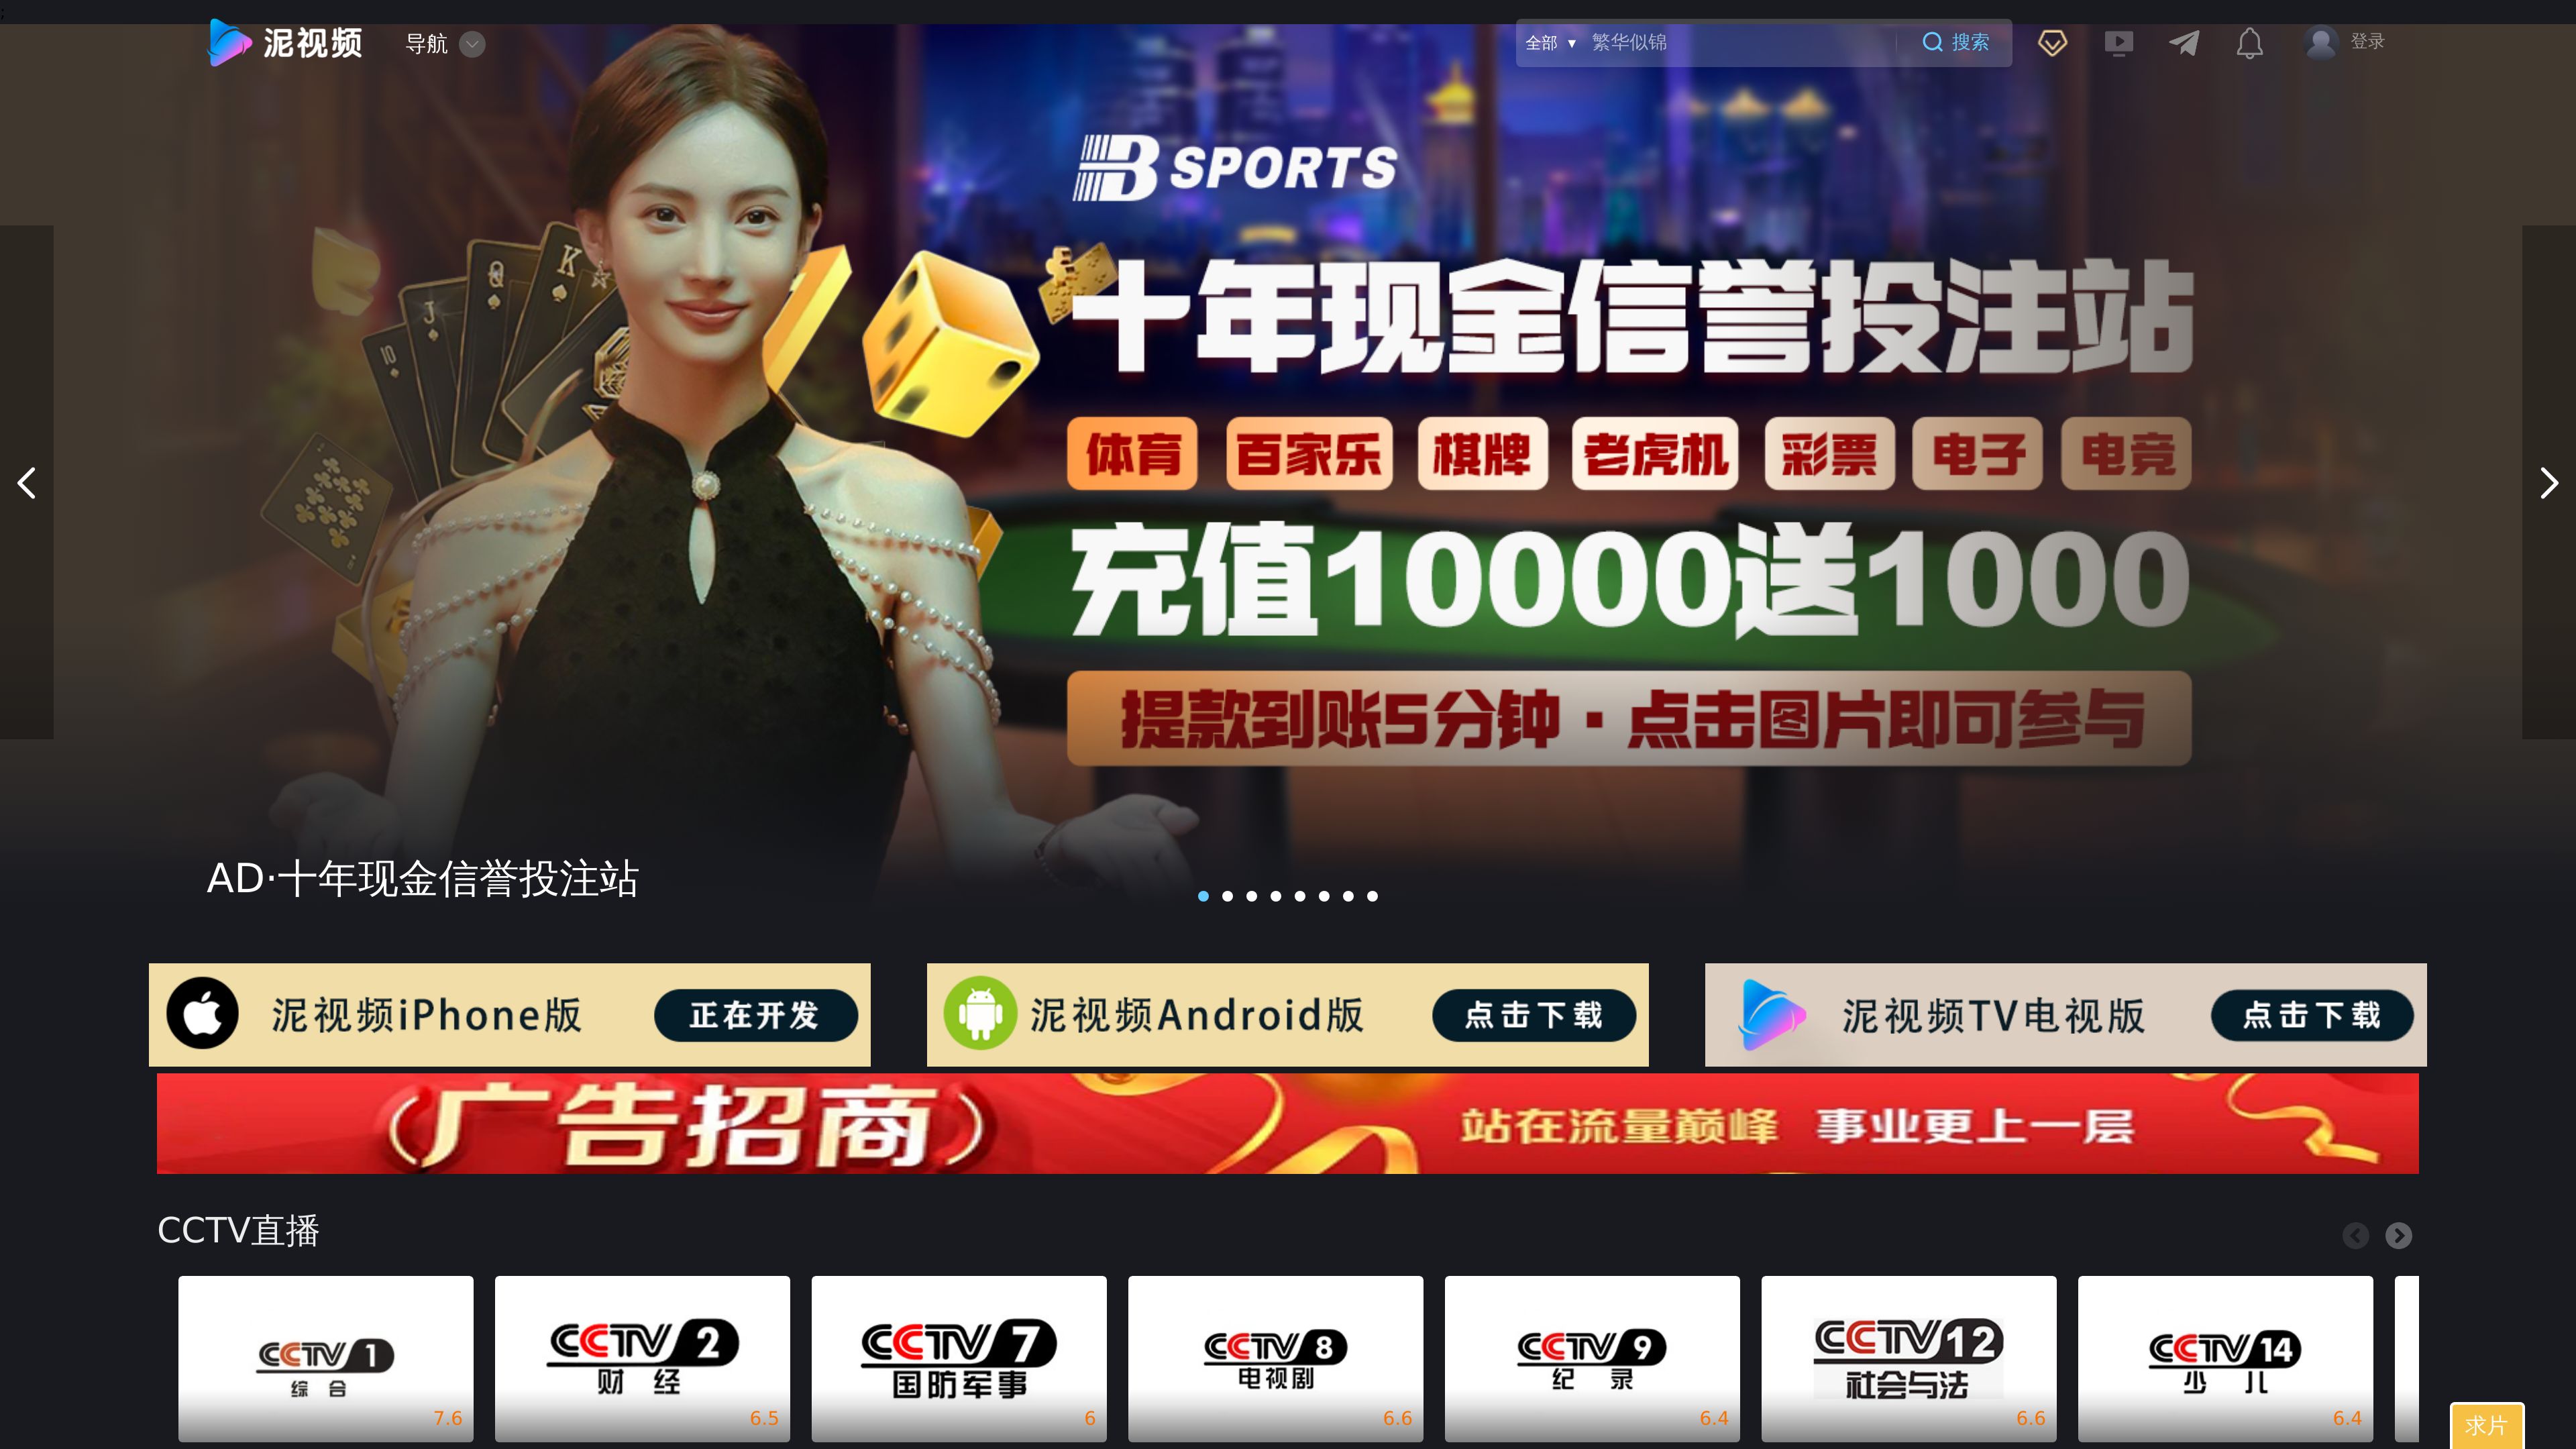 泥视频
导航
全部 ▼ 繁华似锦
搜索
登录
B SPORTS
十年现金信誉投注站
体育 百家乐 棋牌 老虎机 彩票 电子 电竞
充值10000送1000
提款到账5分钟·点击图片即可参与
10 J Q K
AD·十年现金信誉投注站
泥视频iPhone版 正在开发
泥视频Android版 点击下载
泥视频TV电视版 点击下载
(广告招商)
站在流量巅峰 事业更上一层
CCTV直播
CCTV 1
综 合
7.6
CCTV 2
财 经
6.5
CCTV 7
国防军事
6
CCTV 8
电视剧
6.6
CCTV 9
纪 录
6.4
CCTV 12
社会与法
6.6
CCTV 14
少 儿
6.4
求片